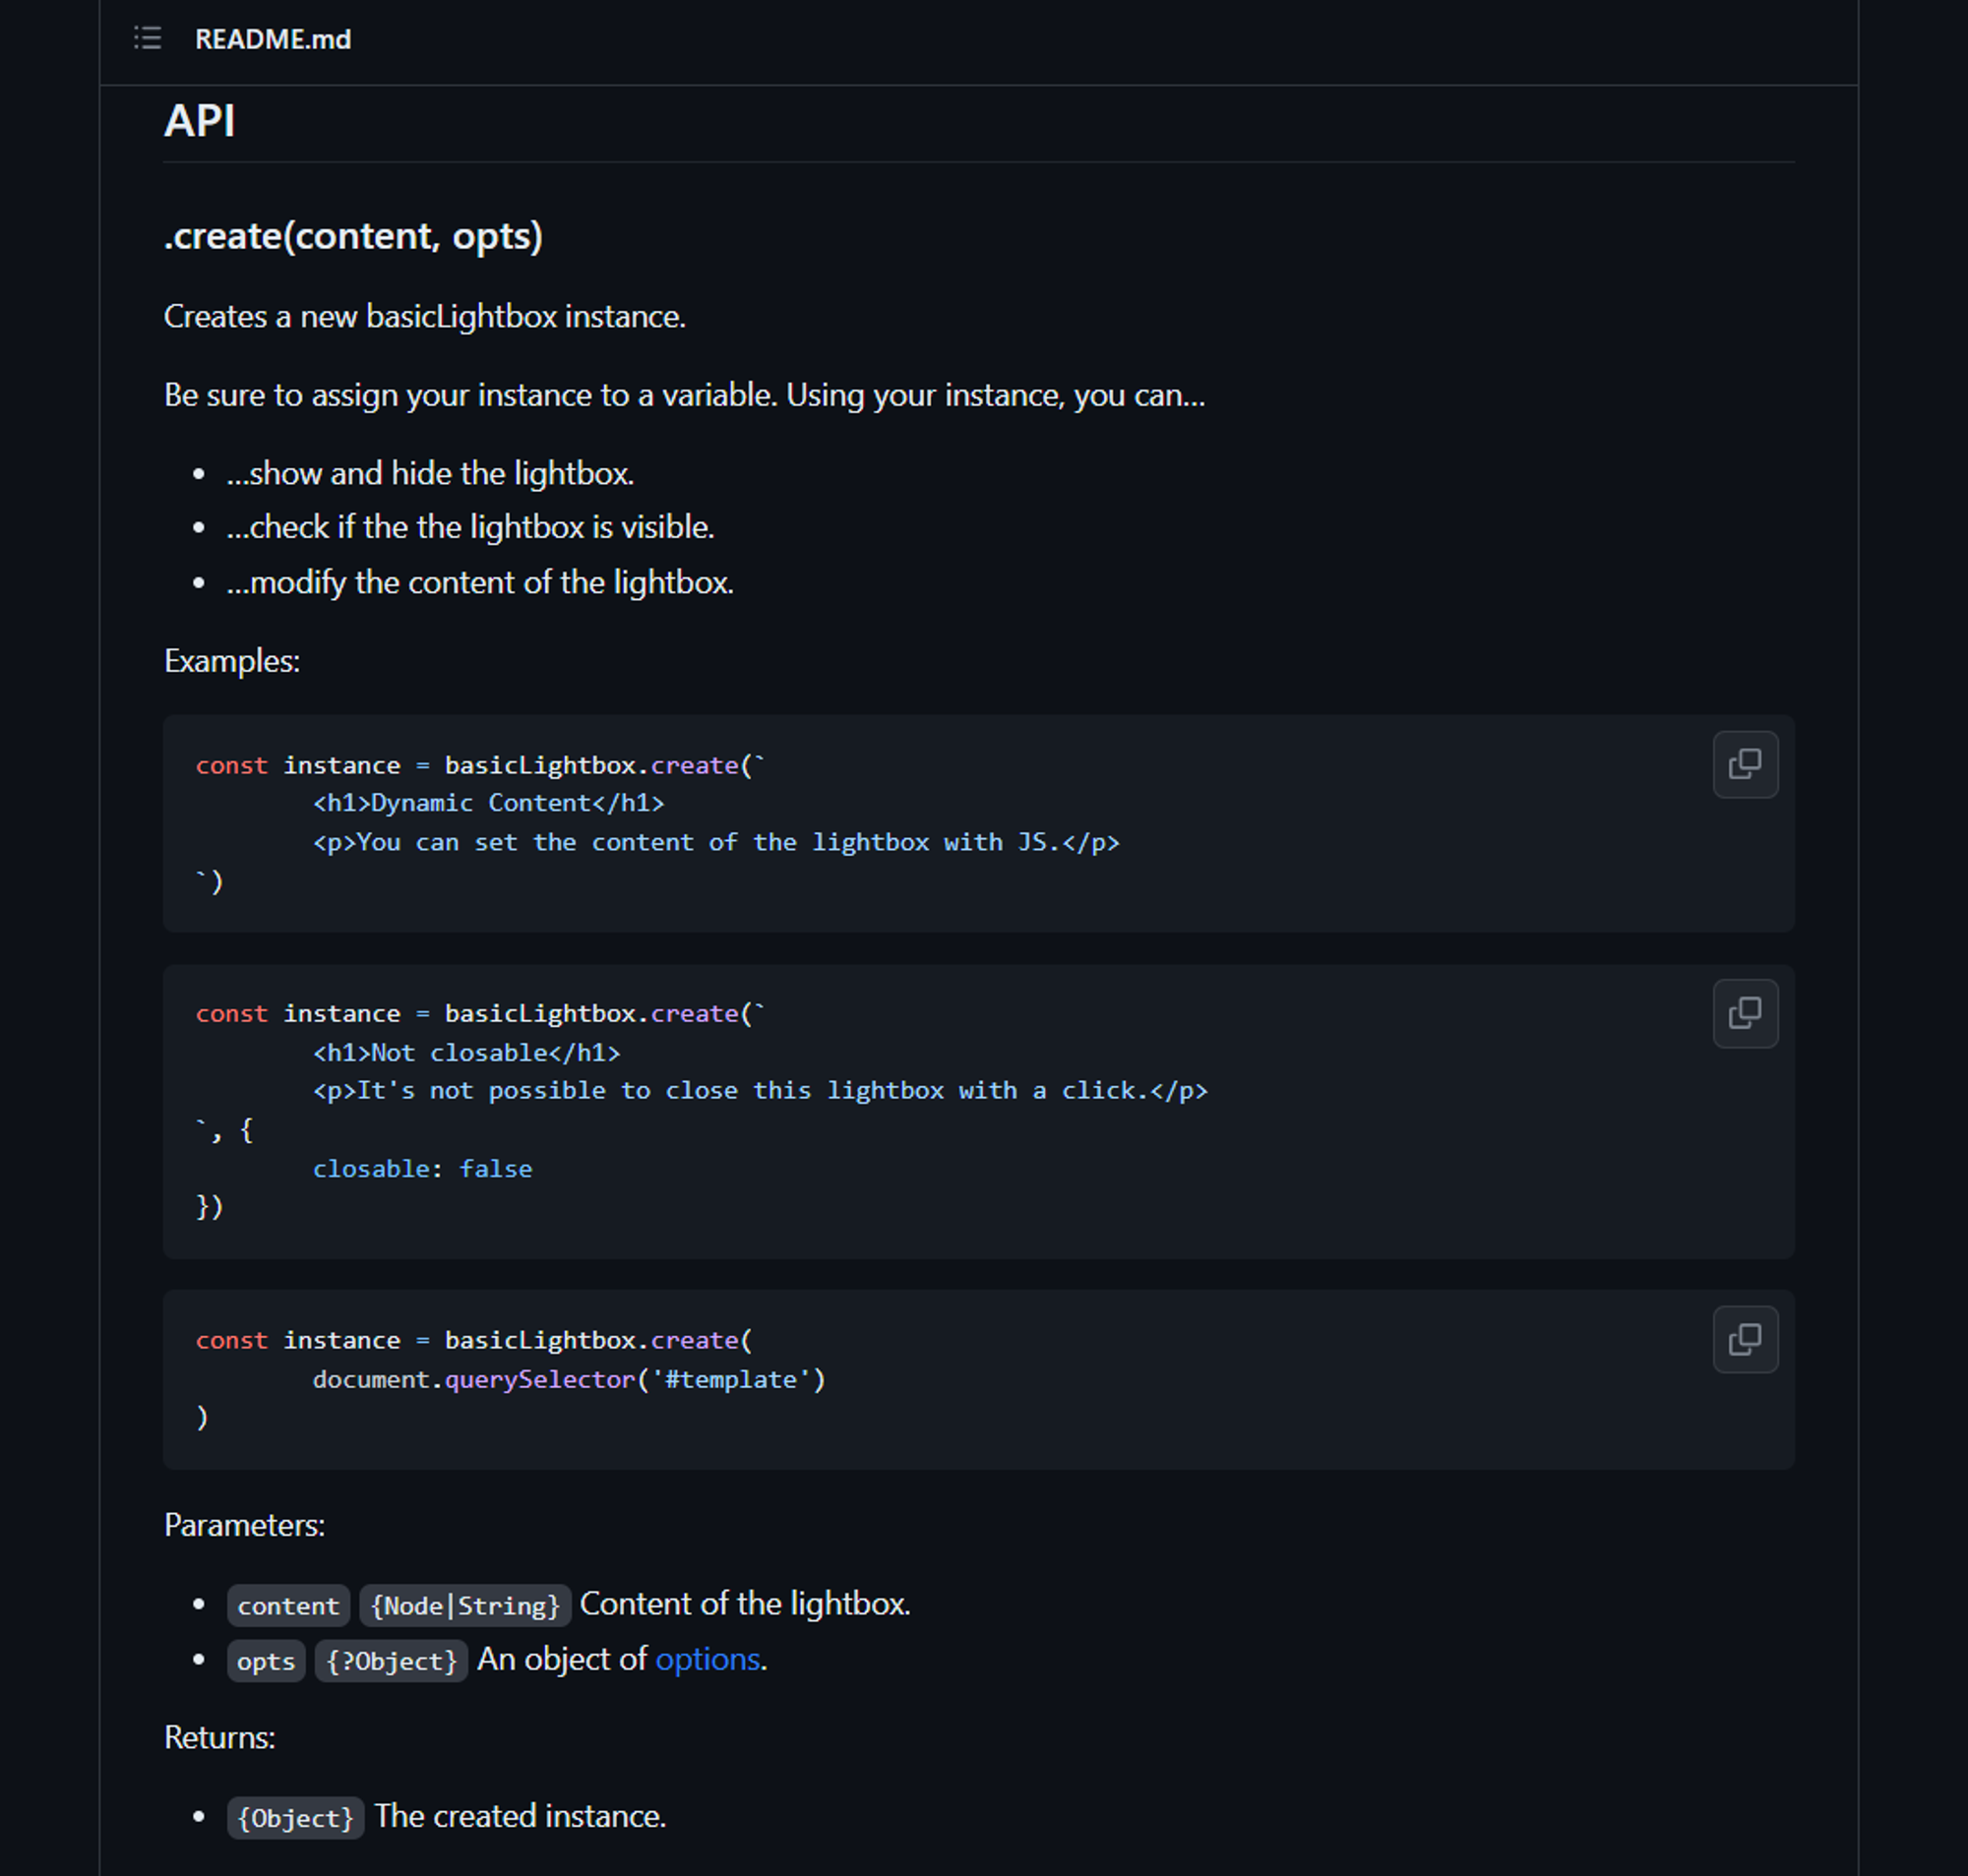 README.md
API
.create(content, opts)
Creates a new basicLightbox instance.
Be sure to assign your instance to a variable. Using your instance, you can…
…show and hide the lightbox.
…check if the the lightbox is visible.
…modify the content of the lightbox.
Examples:
const instance = basicLightbox.create(`
        <h1>Dynamic Content</h1>
        <p>You can set the content of the lightbox with JS.</p>
`)
const instance = basicLightbox.create(`
        <h1>Not closable</h1>
        <p>It's not possible to close this lightbox with a click.</p>
`, {
        closable: false
})
const instance = basicLightbox.create(
        document.querySelector('#template')
)
Parameters:
content {Node|String} Content of the lightbox.
opts {?Object} An object of options.
Returns:
{Object} The created instance.